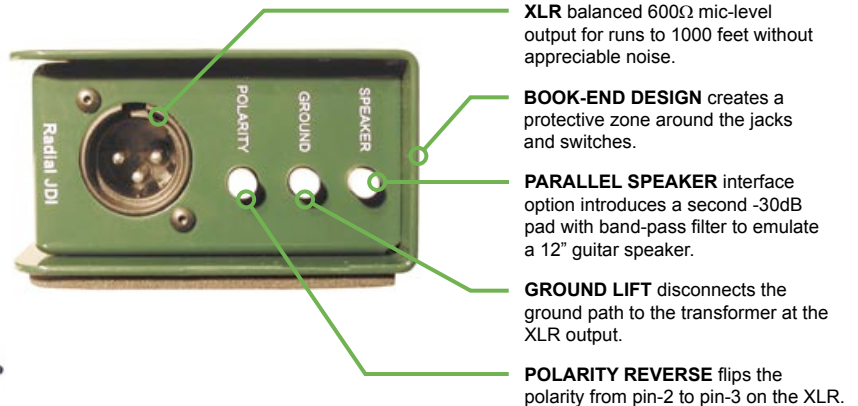 Radial JDI
POLARITY
GROUND
SPEAKER
XLR balanced 600Ω mic-level
output for runs to 1000 feet without
appreciable noise.
BOOK-END DESIGN creates a
protective zone around the jacks
and switches.
PARALLEL SPEAKER interface
option introduces a second -30dB
pad with band-pass filter to emulate
a 12” guitar speaker.
GROUND LIFT disconnects the
ground path to the transformer at the
XLR output.
POLARITY REVERSE flips the
polarity from pin-2 to pin-3 on the XLR.